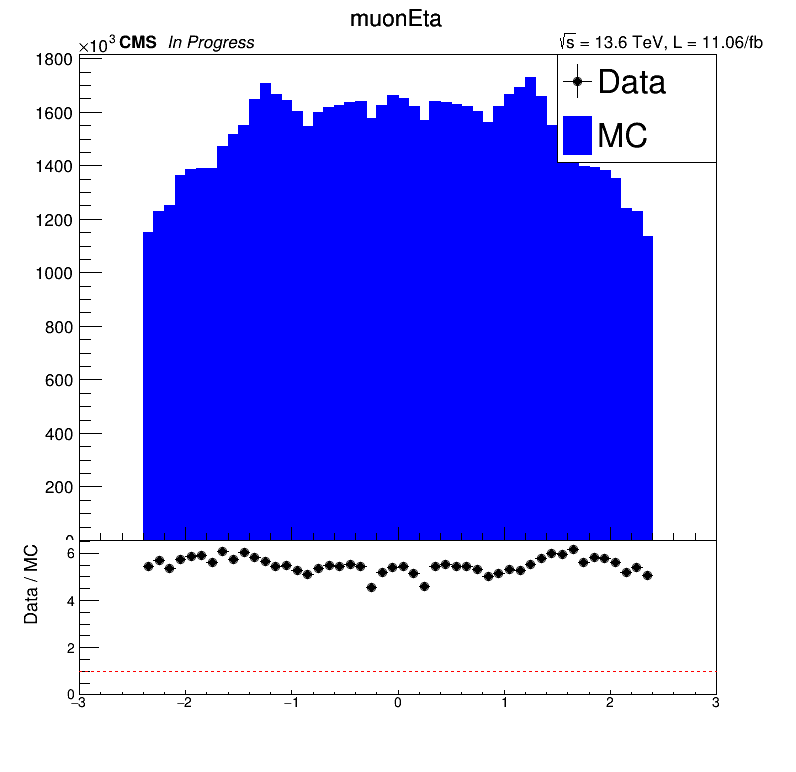 muonEta
×10³ CMS In Progress √s = 13.6 TeV, L = 11.06/fb
1800
1600
1400
1200
1000
800
600
400
200
0
Data
MC
Data / MC
6
4
2
0
−3 −2 −1 0 1 2 3